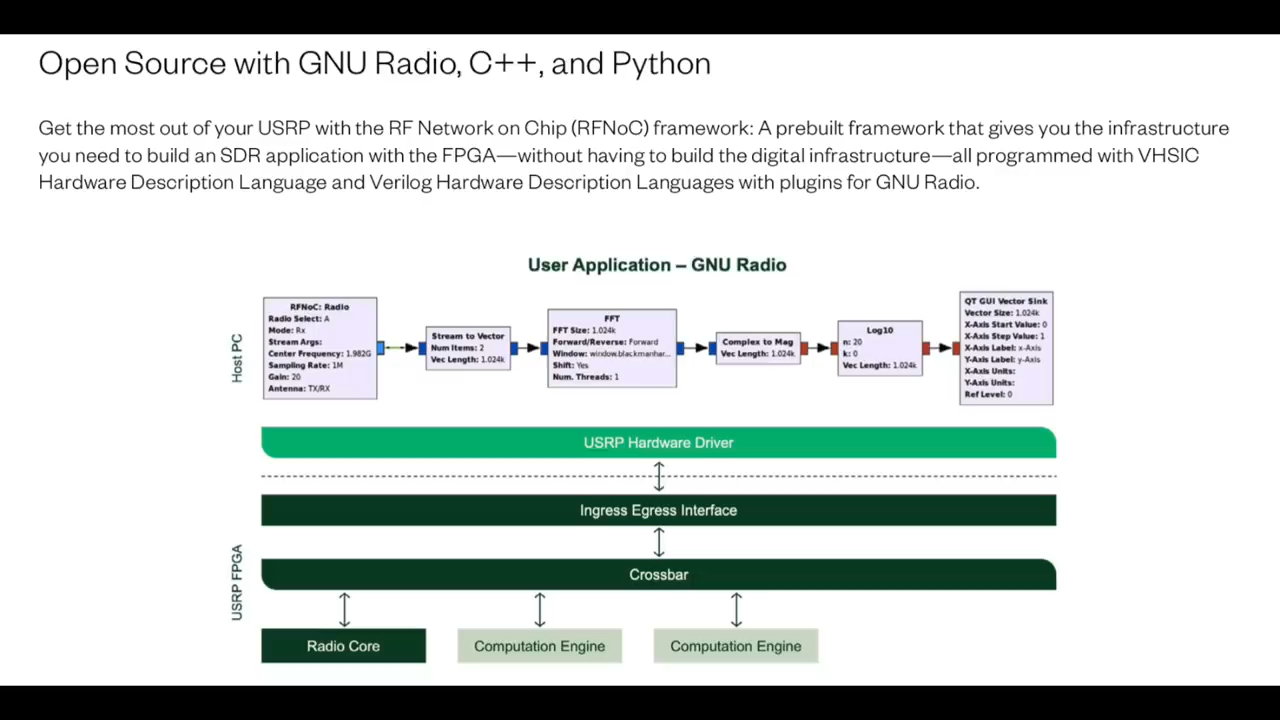 Open Source with GNU Radio, C++, and Python
Get the most out of your USRP with the RF Network on Chip (RFNoC) framework: A prebuilt framework that gives you the infrastructure
you need to build an SDR application with the FPGA—without having to build the digital infrastructure—all programmed with VHSIC
Hardware Description Language and Verilog Hardware Description Languages with plugins for GNU Radio.
User Application – GNU Radio
Host PC
RFNoC: Radio
Radio Select: A
Mode: Rx
Stream Args:
Center Frequency: 1.982G
Sampling Rate: 1M
Gain: 20
Antenna: TX/RX
Stream to Vector
Num Items: 2
Vec Length: 1.024k
FFT
FFT Size: 1.024k
Forward/Reverse: Forward
Window: window.blackmanhar...
Shift: Yes
Num. Threads: 1
Complex to Mag
Vec Length: 1.024k
Log10
n: 20
k: 0
Vec Length: 1.024k
QT GUI Vector Sink
Vector Size: 1.024k
X-Axis Start Value: 0
X-Axis Step Value: 1
X-Axis Label: x-Axis
Y-Axis Label: y-Axis
X-Axis Units:
Y-Axis Units:
Ref Level: 0
USRP Hardware Driver
Ingress Egress Interface
USRP FPGA
Crossbar
Radio Core
Computation Engine
Computation Engine